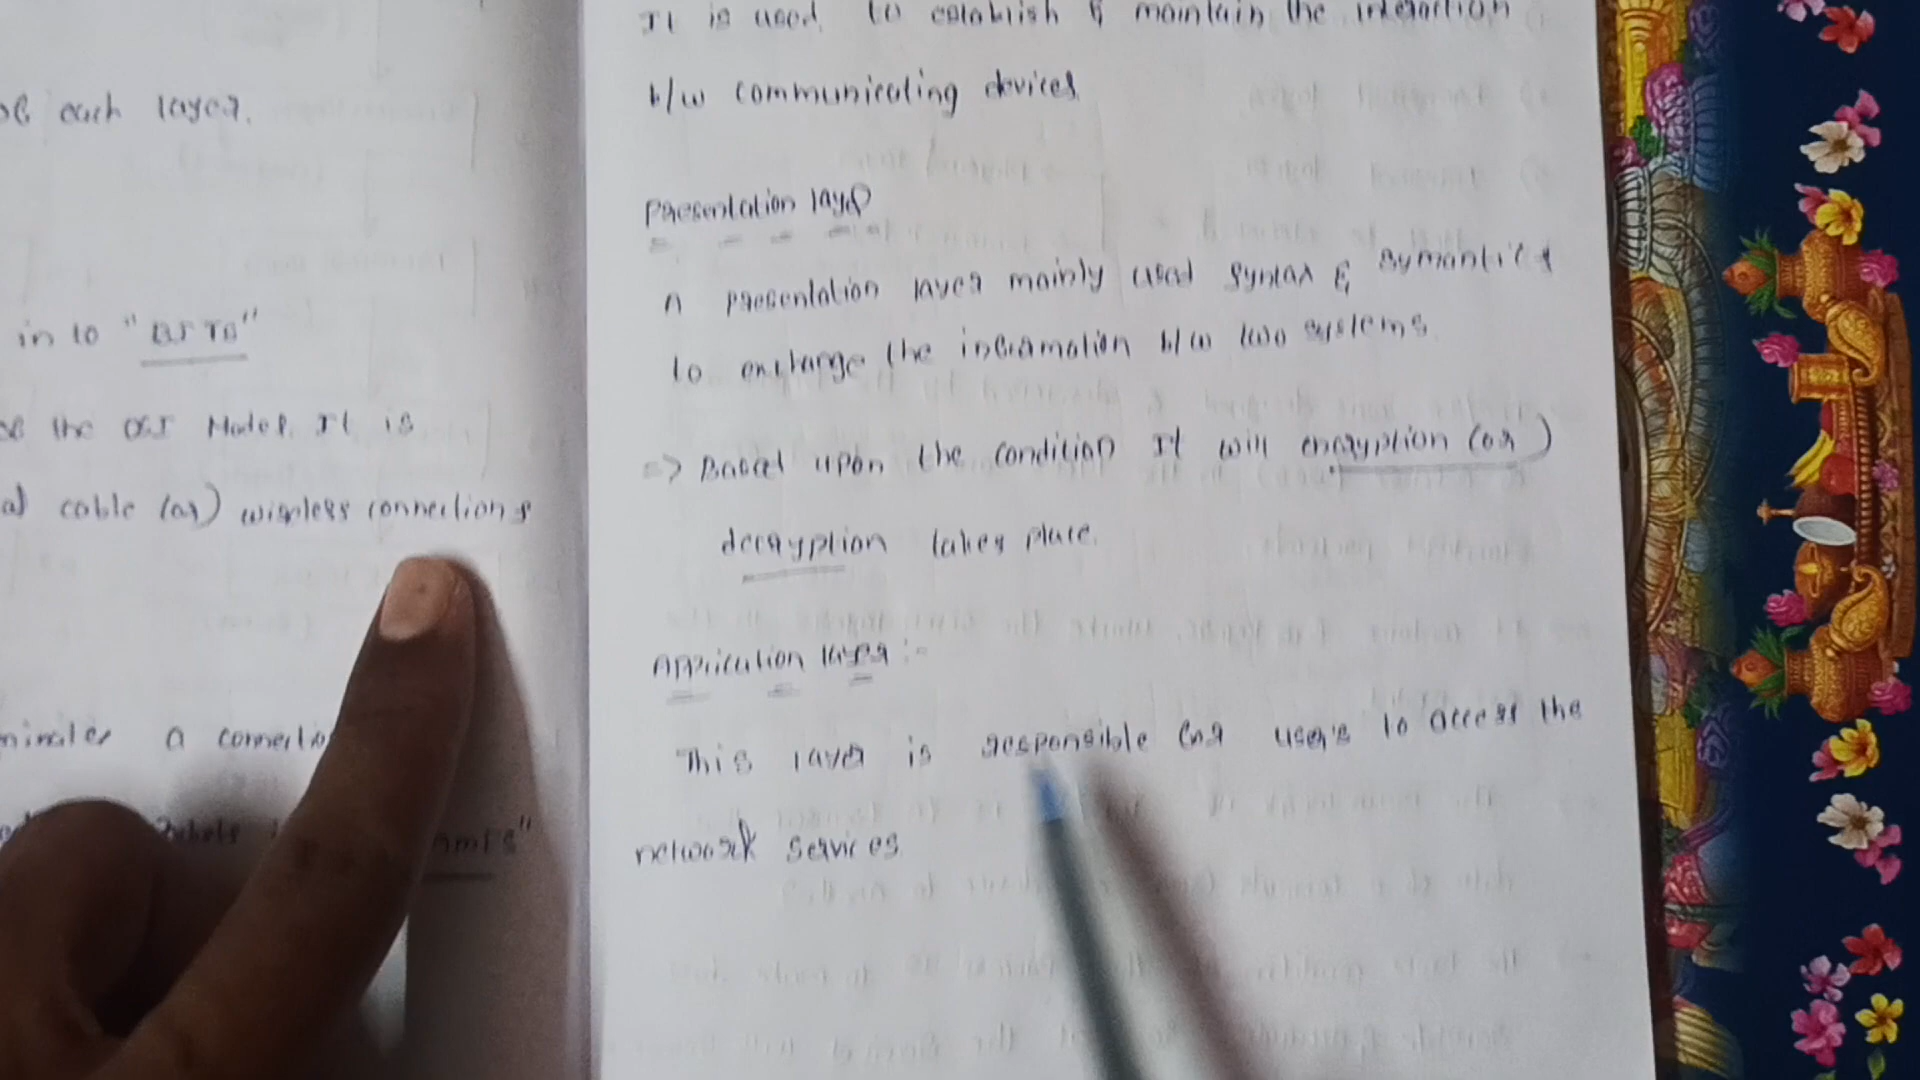 of each layer.
in to "BITS"
of the OSI Model. It is
cable (or) wireless connections
a connectio
It is used to establish & maintain the interaction
b/w communicating devices.
Presentation layer
A presentation layer mainly used syntax & symantics
to exchange the information b/w two systems.
=> Based upon the condition It will encryption (or)
decryption takes place.
Application layer :-
This layer is responsible for users to access the
network services